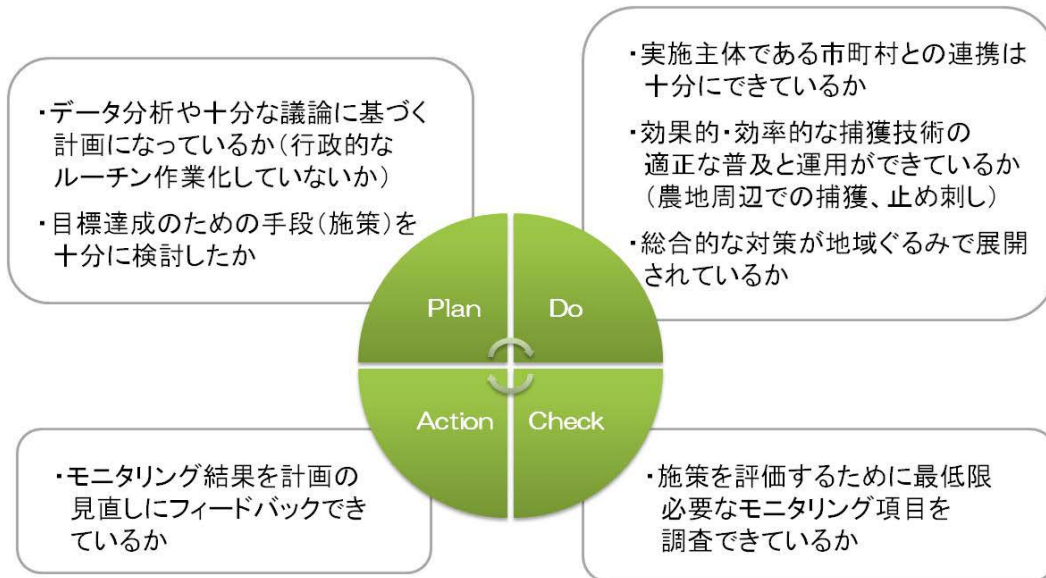 ・データ分析や十分な議論に基づく
計画になっているか(行政的な
ルーチン作業化していないか)
・目標達成のための手段(施策)を
十分に検討したか
・実施主体である市町村との連携は
十分にできているか
・効果的・効率的な捕獲技術の
適正な普及と運用ができているか
(農地周辺での捕獲、止め刺し)
・総合的な対策が地域ぐるみで展開
されているか
Plan
Do
Action
Check
・モニタリング結果を計画の
見直しにフィードバックでき
ているか
・施策を評価するために最低限
必要なモニタリング項目を
調査できているか